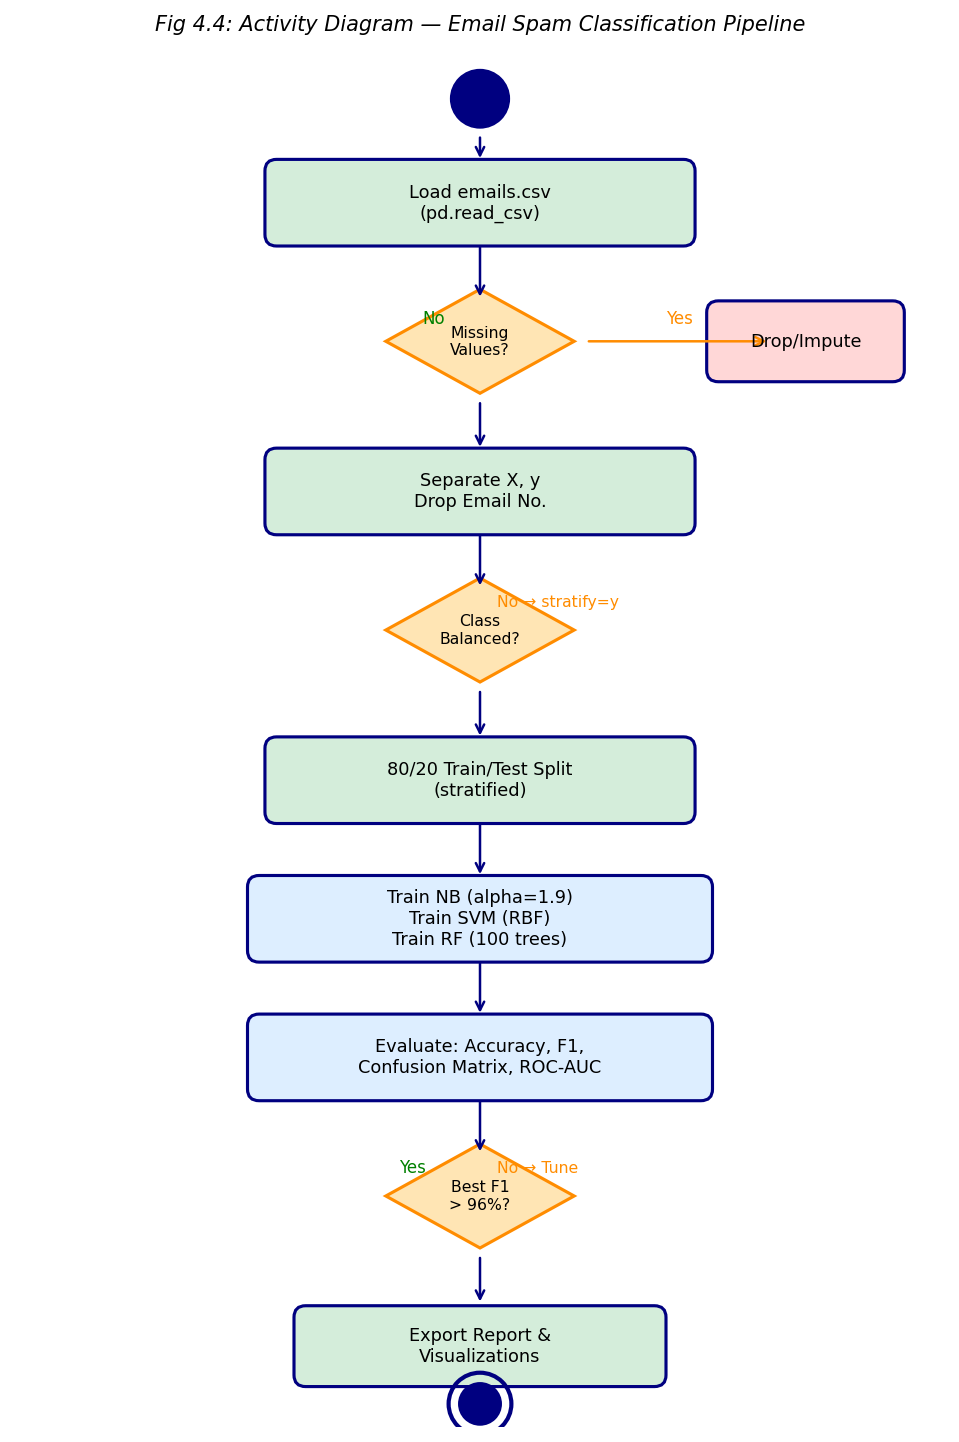 Fig 4.4: Activity Diagram — Email Spam Classification Pipeline
Load emails.csv
(pd.read_csv)
No
Yes
Missing
Values?
Drop/Impute
Separate X, y
Drop Email No.
No → stratify=y
Class
Balanced?
80/20 Train/Test Split
(stratified)
Train NB (alpha=1.9)
Train SVM (RBF)
Train RF (100 trees)
Evaluate: Accuracy, F1,
Confusion Matrix, ROC-AUC
Yes
No → Tune
Best F1
> 96%?
Export Report &
Visualizations